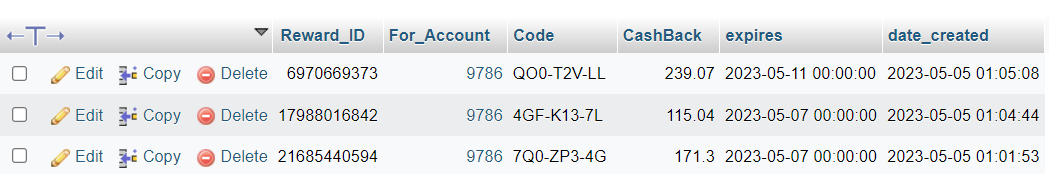 ←T→ Reward_ID For_Account Code CashBack expires date_created
Edit Copy Delete 6970669373 9786 QO0-T2V-LL 239.07 2023-05-11 00:00:00 2023-05-05 01:05:08
Edit Copy Delete 17988016842 9786 4GF-K13-7L 115.04 2023-05-07 00:00:00 2023-05-05 01:04:44
Edit Copy Delete 21685440594 9786 7Q0-ZP3-4G 171.3 2023-05-07 00:00:00 2023-05-05 01:01:53